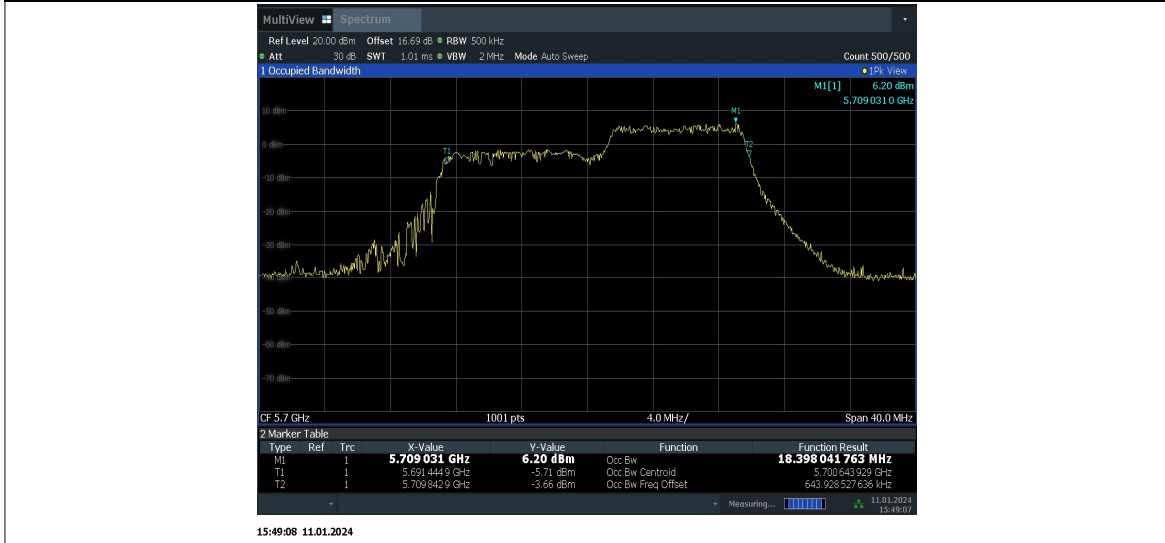 MultiView Spectrum
Ref Level 20.00 dBm Offset 16.69 dB RBW 500 kHz
Att 30 dB SWT 1.01 ms VBW 2 MHz Mode Auto Sweep Count 500/500
1 Occupied Bandwidth 1Pk View
M1[1] 6.20 dBm
5.709 031 0 GHz
10 dBm
M1
0 dBm
T1
T2
-10 dBm
-20 dBm
-30 dBm
-50 dBm
-60 dBm
-70 dBm
CF 5.7 GHz 1001 pts 4.0 MHz/ Span 40.0 MHz
2 Marker Table
Type Ref Trc X-Value Y-Value Function Function Result
M1 1 5.709 031 GHz 6.20 dBm Occ Bw 18.398 041 763 MHz
T1 1 5.691 444 9 GHz -5.71 dBm Occ Bw Centroid 5.700 643 929 GHz
T2 1 5.709 842 9 GHz -3.66 dBm Occ Bw Freq Offset 643.928 527 636 kHz
Measuring... 11.01.2024
15:49:07
15:49:08 11.01.2024